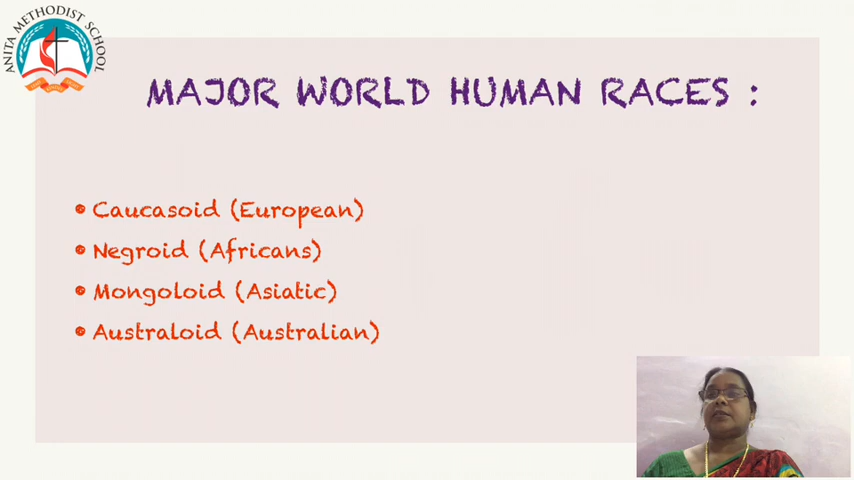 ANITA METHODIST SCHOOL
MAJOR WORLD HUMAN RACES :
• Caucasoid (European)
• Negroid (Africans)
• Mongoloid (Asiatic)
• Australoid (Australian)